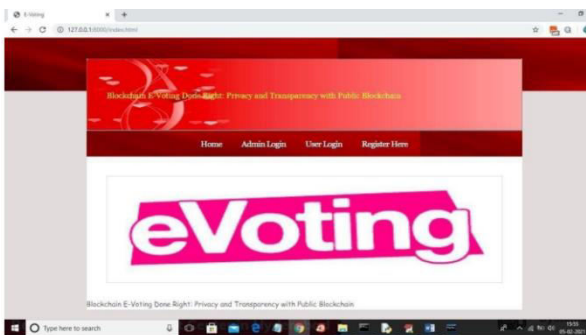 E Voting
127.0.0.1:8000/index.html
Blockchain E-Voting Done Right: Privacy and Transparency with Public Blockchain
Home Admin Login User Login Register Here
eVoting
Blockchain E-Voting Done Right: Privacy and Transparency with Public Blockchain
Type here to search